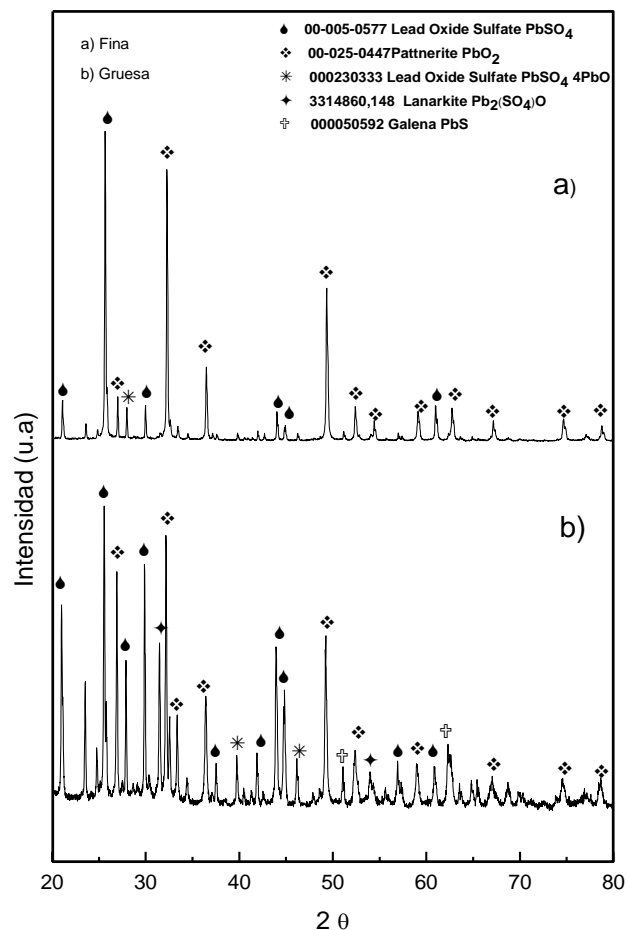 a) Fina
b) Gruesa
00-005-0577 Lead Oxide Sulfate PbSO4
00-025-0447Pattnerite PbO2
000230333 Lead Oxide Sulfate PbSO4 4PbO
3314860,148 Lanarkite Pb2(SO4)O
000050592 Galena PbS
a)
b)
Intensidad (u.a)
20 30 40 50 60 70 80
2 θ